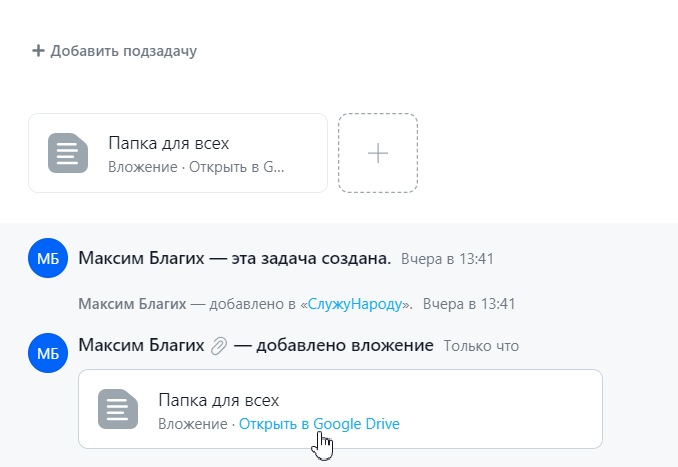 + Добавить подзадачу
Папка для всех
Вложение · Открыть в G...
МБ
Максим Благих — эта задача создана. Вчера в 13:41
Максим Благих — добавлено в «СлужуНароду». Вчера в 13:41
МБ
Максим Благих — добавлено вложение Только что
Папка для всех
Вложение · Открыть в Google Drive